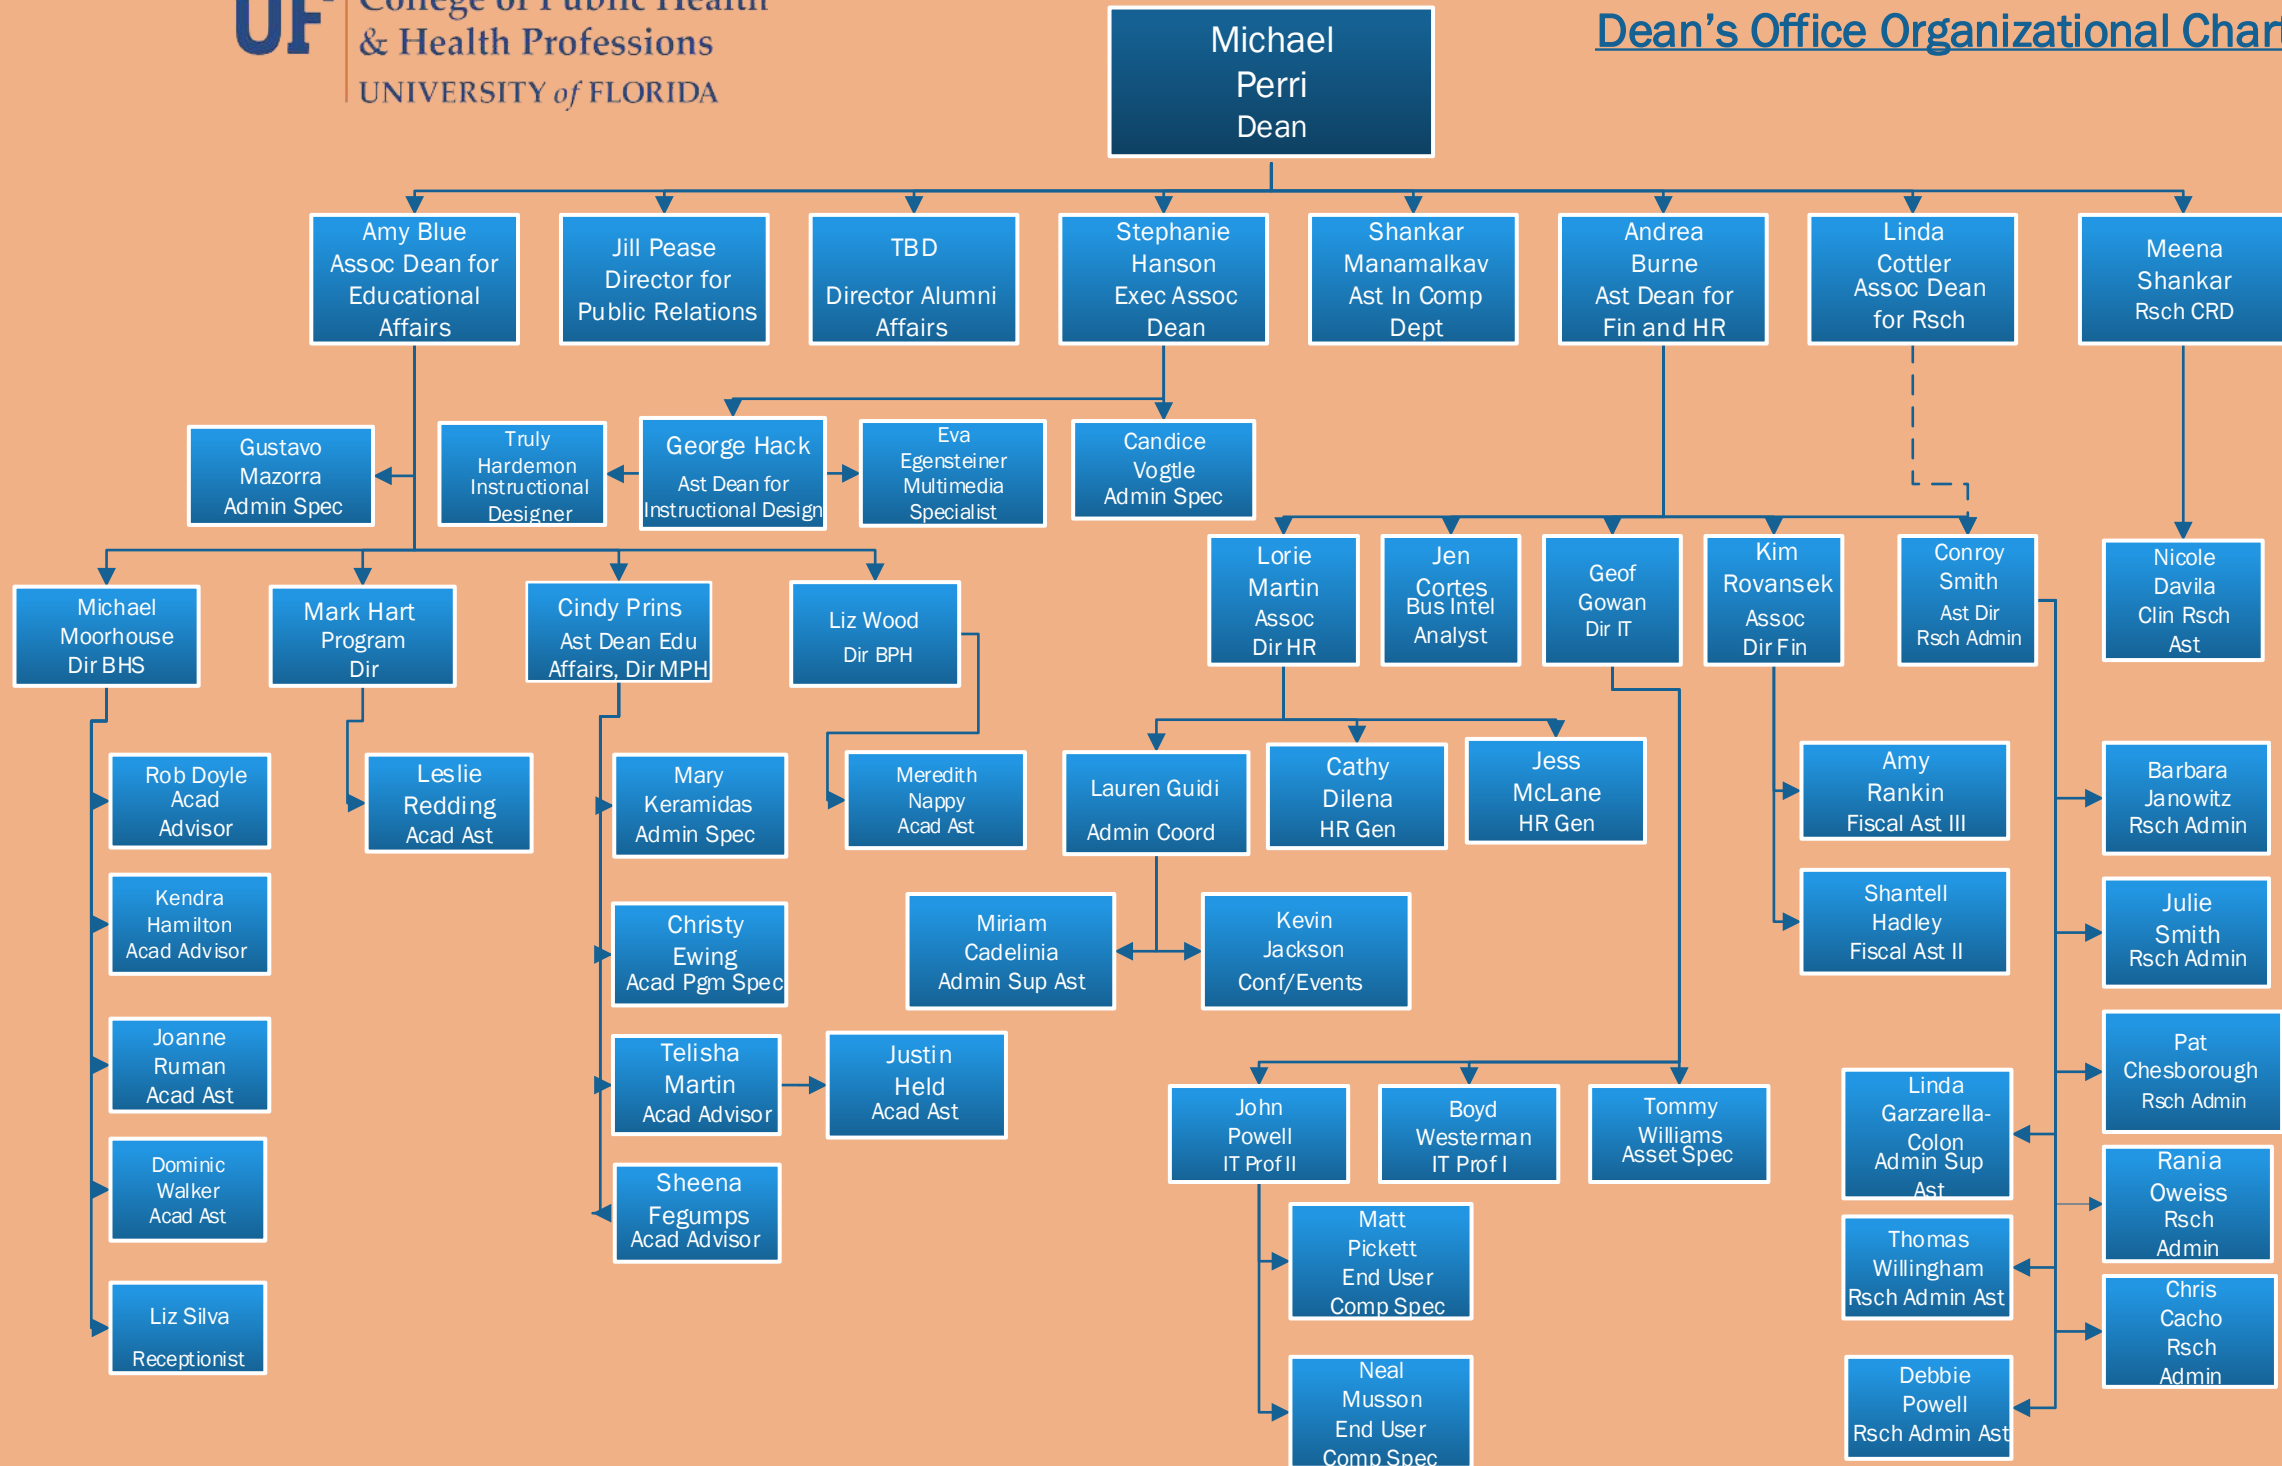 College of Public Health
UF
& Health Professions
UNIVERSITY of FLORIDA
Dean's Office Organizational Chart
Michael
Perri
Dean
Amy Blue
Assoc Dean for
Educational
Affairs
Jill Pease
Director for
Public Relations
TBD
Director Alumni
Affairs
Stephanie
Hanson
Exec Assoc
Dean
Shankar
Manamalkav
Ast In Comp
Dept
Andrea
Burne
Ast Dean for
Fin and HR
Linda
Cottler
Assoc Dean
for Rsch
Meena
Shankar
Rsch CRD
Gustavo
Mazorra
Admin Spec
Truly
Hardemon
Instructional
Designer
George Hack
Ast Dean for
Instructional Design
Eva
Egensteiner
Multimedia
Specialist
Candice
Vogtle
Admin Spec
Lorie
Martin
Assoc
Dir HR
Jen
Cortes
Bus Intel
Analyst
Geof
Gowan
Dir IT
Kim
Rovansek
Assoc
Dir Fin
Conroy
Smith
Ast Dir
Rsch Admin
Nicole
Davila
Clin Rsch
Ast
Michael
Moorhouse
Dir BHS
Mark Hart
Program
Dir
Cindy Prins
Ast Dean Edu
Affairs, Dir MPH
Liz Wood
Dir BPH
Rob Doyle
Acad
Advisor
Leslie
Redding
Acad Ast
Mary
Keramidas
Admin Spec
Meredith
Nappy
Acad Ast
Lauren Guidi
Admin Coord
Cathy
Dilena
HR Gen
Jess
McLane
HR Gen
Amy
Rankin
Fiscal Ast III
Barbara
Janowitz
Rsch Admin
Kendra
Hamilton
Acad Advisor
Christy
Ewing
Acad Pgm Spec
Miriam
Cadelinia
Admin Sup Ast
Kevin
Jackson
Conf/Events
Shantell
Hadley
Fiscal Ast II
Julie
Smith
Rsch Admin
Joanne
Ruman
Acad Ast
Telisha
Martin
Acad Advisor
Justin
Held
Acad Ast
John
Powell
IT Prof II
Boyd
Westerman
IT Prof I
Tommy
Williams
Asset Spec
Linda
Garzarella-
Colon
Admin Sup
Ast
Pat
Chesborough
Rsch Admin
Dominic
Walker
Acad Ast
Sheena
Fegumps
Acad Advisor
Matt
Pickett
End User
Comp Spec
Thomas
Willingham
Rsch Admin Ast
Rania
Oweiss
Rsch
Admin
Liz Silva
Receptionist
Neal
Musson
End User
Comp Spec
Debbie
Powell
Rsch Admin Ast
Chris
Cacho
Rsch
Admin